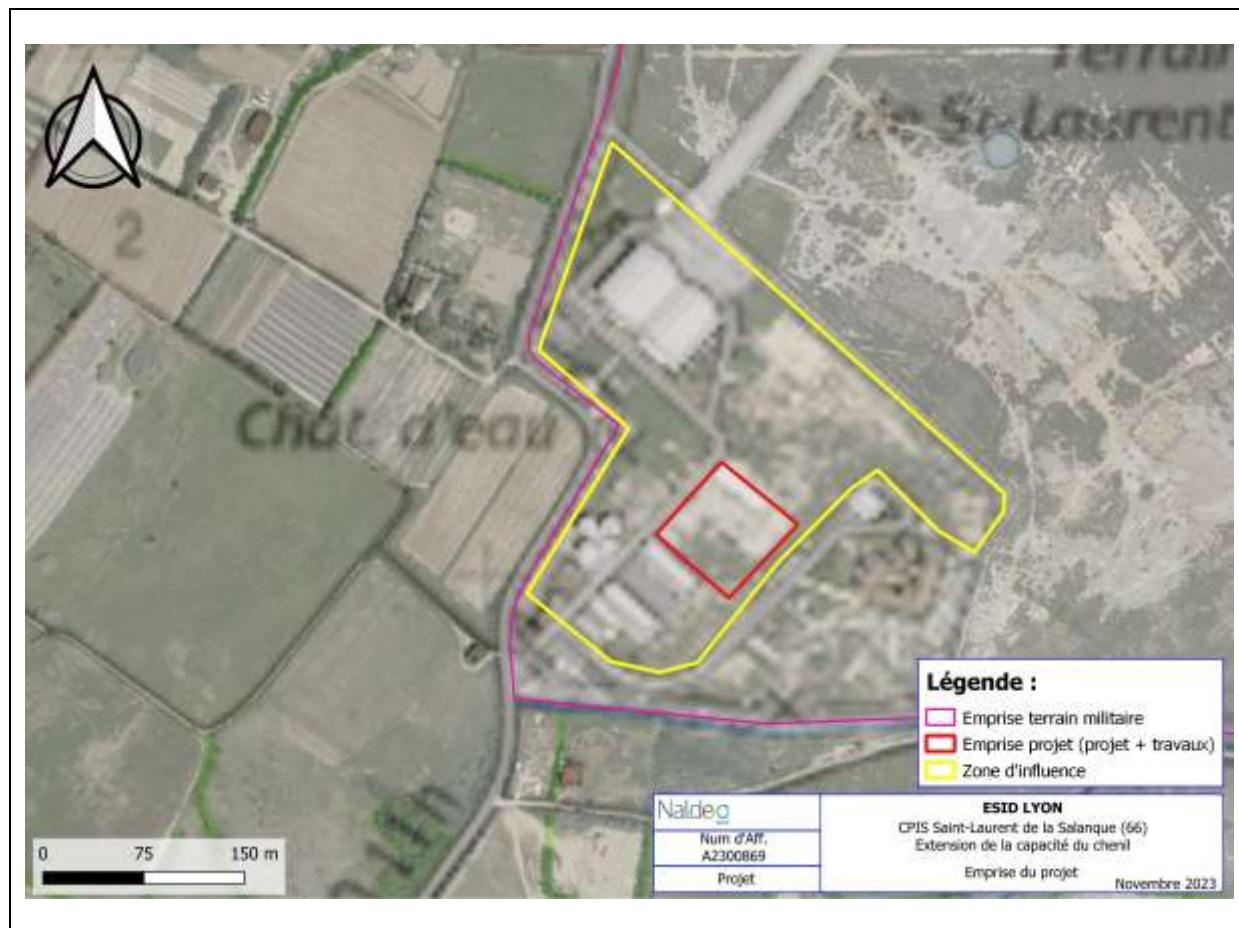 Terrain
de St-Laurent
2
Chât. d'eau
Légende :
Emprise terrain militaire
Emprise projet (projet + travaux)
Zone d'influence
Naldeo
Num d'Aff.
A2300869
Projet
ESID LYON
CPIS Saint-Laurent de la Salanque (66)
Extension de la capacité du chenil
Emprise du projet
Novembre 2023
0 75 150 m